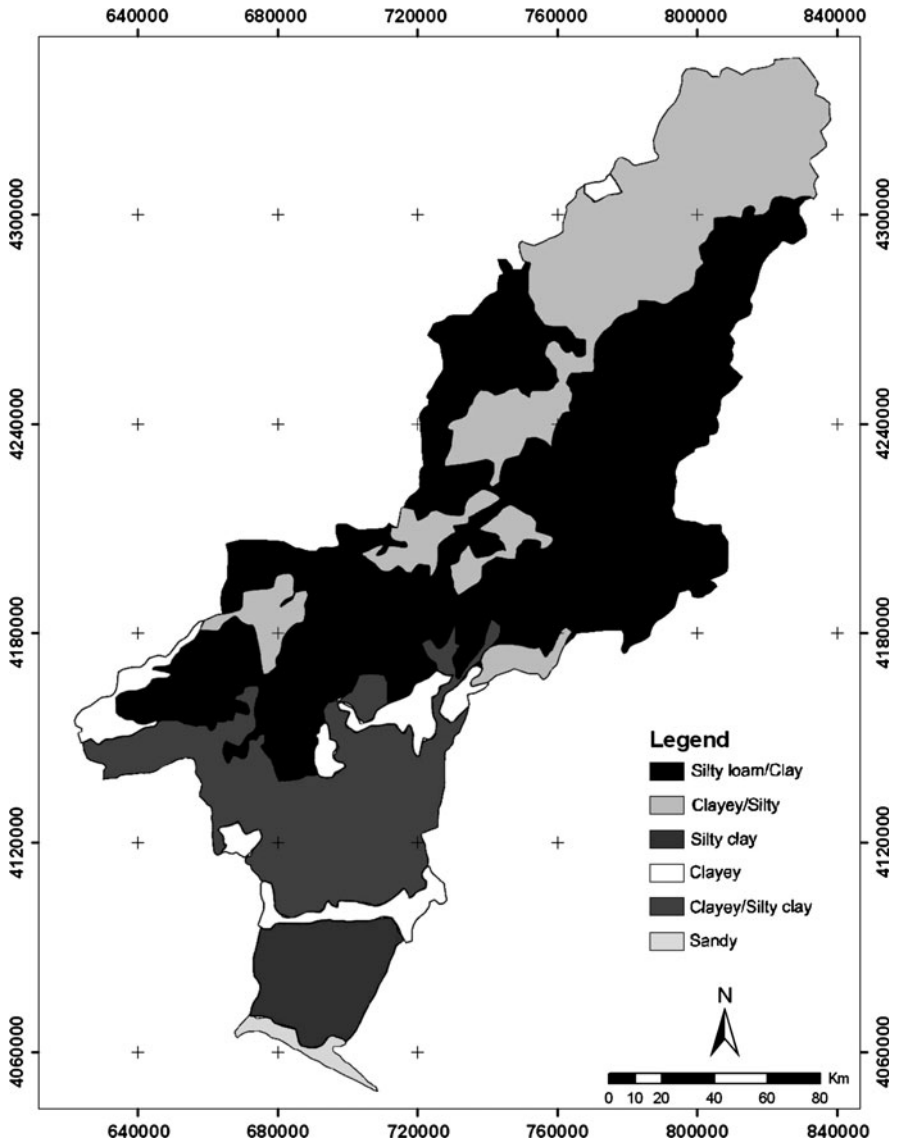 640000 680000 720000 760000 800000 840000
4300000 4300000
4240000 4240000
4180000 4180000
Legend
Silty loam/Clay
Clayey/Silty
Silty clay
4120000 4120000
Clayey
Clayey/Silty clay
Sandy
N
4060000 4060000
Km
0 10 20 40 60 80
640000 680000 720000 760000 800000 840000